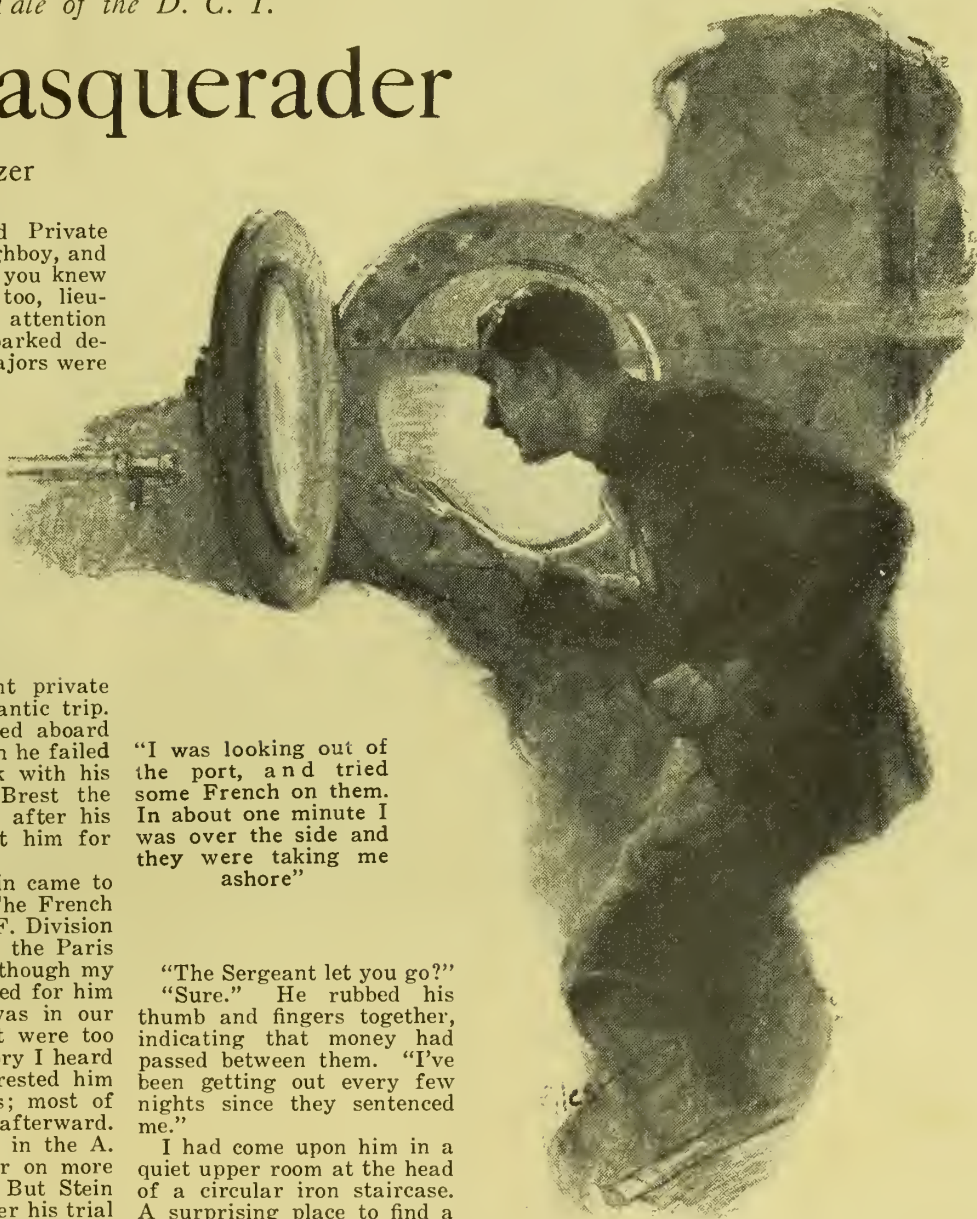 ale of the D. C. I.
asquerader
zer
d Private
ghboy, and
you knew
too, lieu-
attention
parked de-
ajors were
nt private
antic trip.
ed aboard
n he failed
k with his
Brest the
after his
t him for
in came to
The French
F. Division
the Paris
though my
ed for him
was in our
t were too
ry I heard
rested him
s; most of
afterward.
in the A.
r on more
But Stein
er his trial
"I was looking out of
the port, and tried
some French on them.
In about one minute I
was over the side and
they were taking me
ashore"
"The Sergeant let you go?"
"Sure." He rubbed his
thumb and fingers together,
indicating that money had
passed between them. "I've
been getting out every few
nights since they sentenced
me."
I had come upon him in a
quiet upper room at the head
of a circular iron staircase.
A surprising place to find a